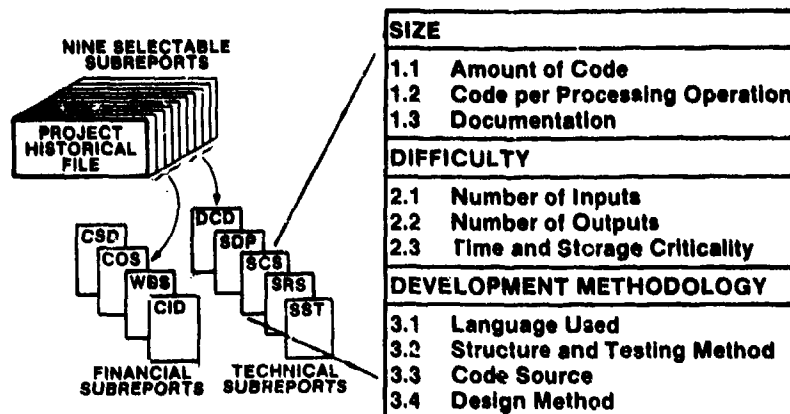 NINE SELECTABLE
SUBREPORTS
PROJECT
HISTORICAL
FILE
CSD
COS
WBS
CID
FINANCIAL
SUBREPORTS
DCD
SDP
SCS
SRS
SST
TECHNICAL
SUBREPORTS
SIZE
1.1 Amount of Code
1.2 Code per Processing Operation
1.3 Documentation
DIFFICULTY
2.1 Number of Inputs
2.2 Number of Outputs
2.3 Time and Storage Criticality
DEVELOPMENT METHODOLOGY
3.1 Language Used
3.2 Structure and Testing Method
3.3 Code Source
3.4 Design Method